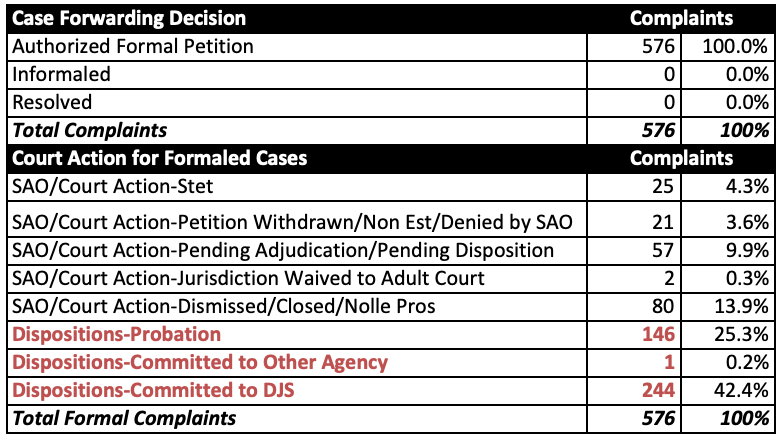 Case Forwarding Decision Complaints
Authorized Formal Petition 576 100.0%
Informaled 0 0.0%
Resolved 0 0.0%
Total Complaints 576 100%
Court Action for Formaled Cases Complaints
SAO/Court Action-Stet 25 4.3%
SAO/Court Action-Petition Withdrawn/Non Est/Denied by SAO 21 3.6%
SAO/Court Action-Pending Adjudication/Pending Disposition 57 9.9%
SAO/Court Action-Jurisdiction Waived to Adult Court 2 0.3%
SAO/Court Action-Dismissed/Closed/Nolle Pros 80 13.9%
Dispositions-Probation 146 25.3%
Dispositions-Committed to Other Agency 1 0.2%
Dispositions-Committed to DJS 244 42.4%
Total Formal Complaints 576 100%